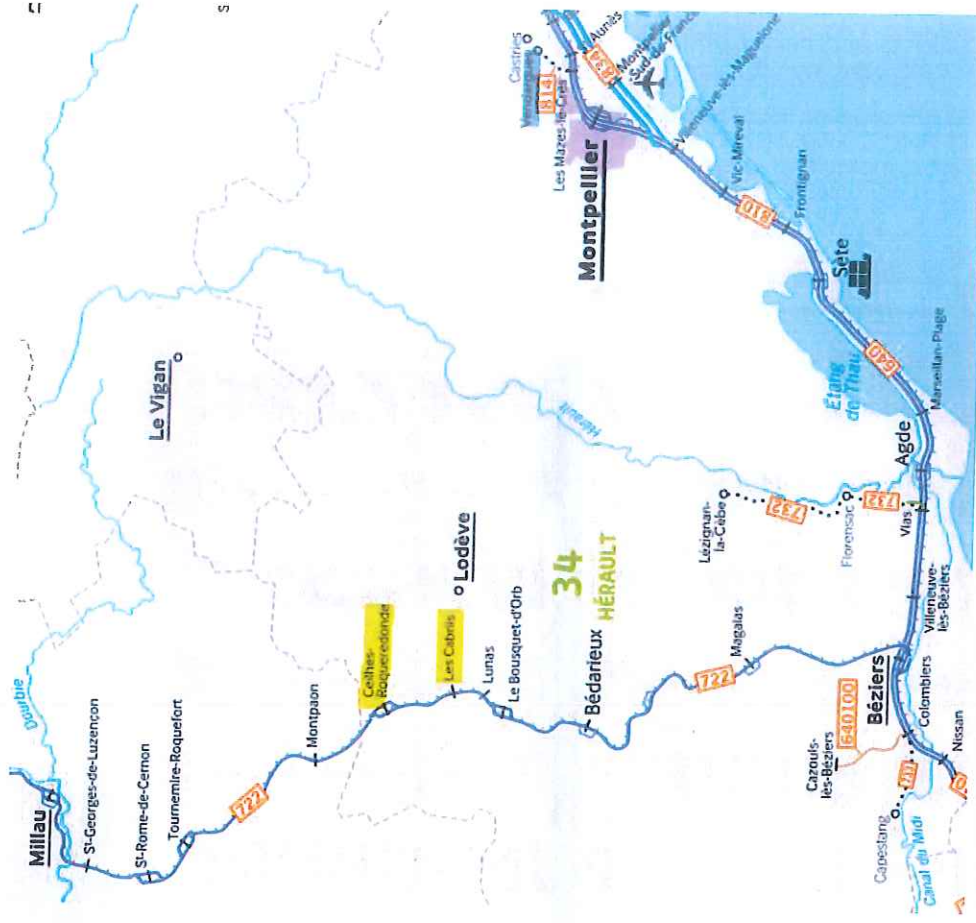 Castries
Vendargues
814
Les Mazes-le-Crès
Aunès
834
Montpellier
-Sud-de-France
Montpellier
Villeneuve-lès-Maguelone
Vic-Mireval
810
Frontignan
Sète
Étang
de Thau
640
Marseillan-Plage
Agde
Vias
732
Florensac
732
Lézignan-
la-Cèbe
Hérault
Le Vigan
Lodève
34
HÉRAULT
Dourbie
Millau
St-Georges-de-Luzençon
St-Rome-de-Cernon
Tournemire-Roquefort
722
Montpaon
Ceilhes-
Roqueredonde
Les Cabrils
Lunas
Le Bousquet-d'Orb
Bédarieux
722
Magalas
Villeneuve-
lès-Béziers
Béziers
640100
Cazouls-
lès-Béziers
Colombiers
Nissan
Capestang
Canal du Midi